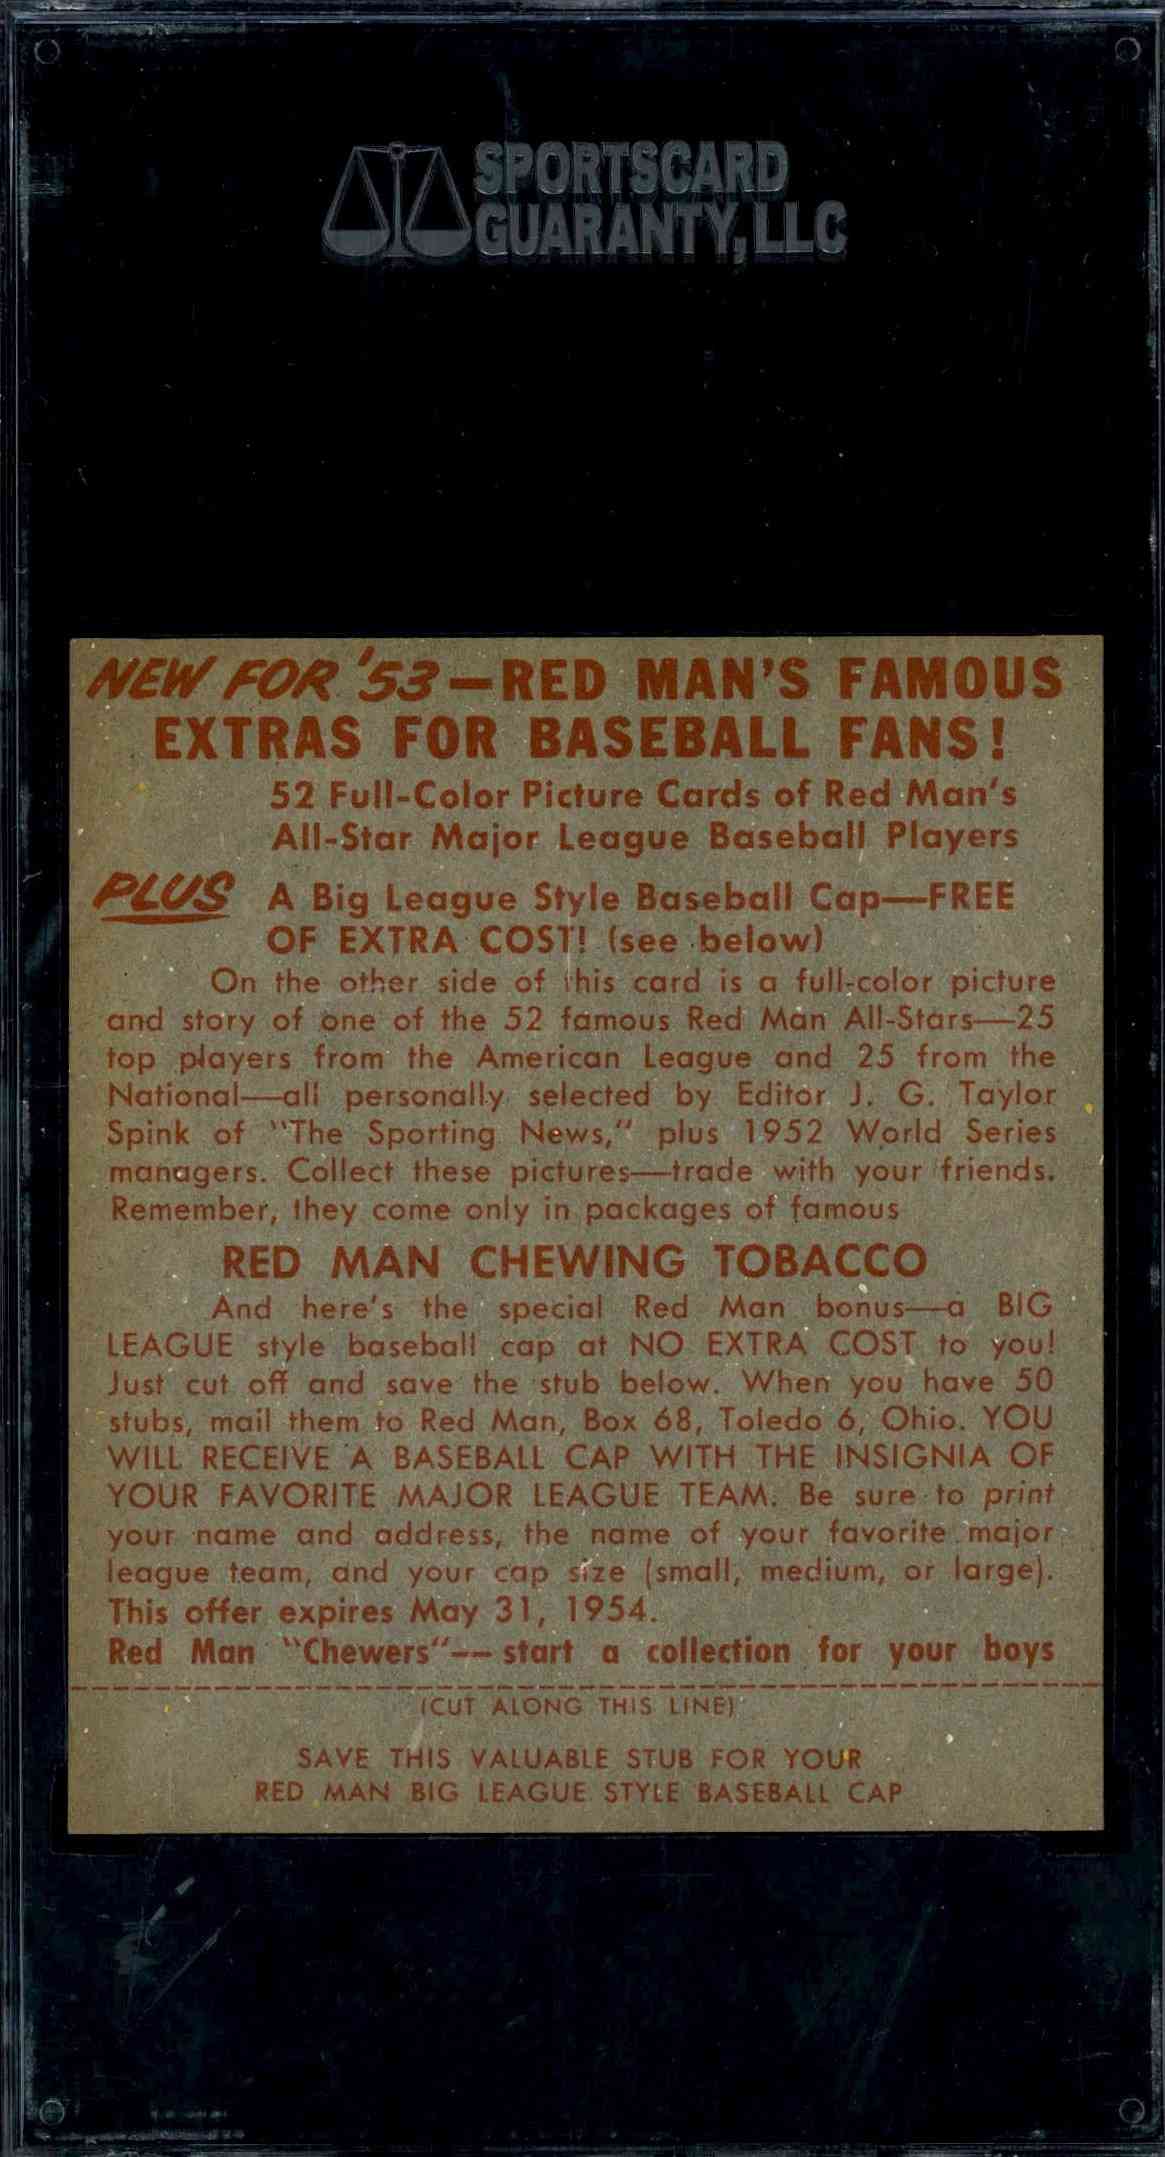 SPORTSCARD
GUARANTY, LLC
NEW FOR '53—RED MAN'S FAMOUS
EXTRAS FOR BASEBALL FANS!
52 Full-Color Picture Cards of Red Man's
All-Star Major League Baseball Players
PLUS A Big League Style Baseball Cap—FREE
OF EXTRA COST! (see below)
On the other side of this card is a full-color picture
and story of one of the 52 famous Red Man All-Stars—25
top players from the American League and 25 from the
National—all personally selected by Editor J. G. Taylor
Spink of "The Sporting News," plus 1952 World Series
managers. Collect these pictures—trade with your friends.
Remember, they come only in packages of famous
RED MAN CHEWING TOBACCO
And here's the special Red Man bonus—a BIG
LEAGUE style baseball cap at NO EXTRA COST to you!
Just cut off and save the stub below. When you have 50
stubs, mail them to Red Man, Box 68, Toledo 6, Ohio. YOU
WILL RECEIVE A BASEBALL CAP WITH THE INSIGNIA OF
YOUR FAVORITE MAJOR LEAGUE TEAM. Be sure to print
your name and address, the name of your favorite major
league team, and your cap size (small, medium, or large).
This offer expires May 31, 1954.
Red Man "Chewers"—start a collection for your boys
(CUT ALONG THIS LINE)
SAVE THIS VALUABLE STUB FOR YOUR
RED MAN BIG LEAGUE STYLE BASEBALL CAP